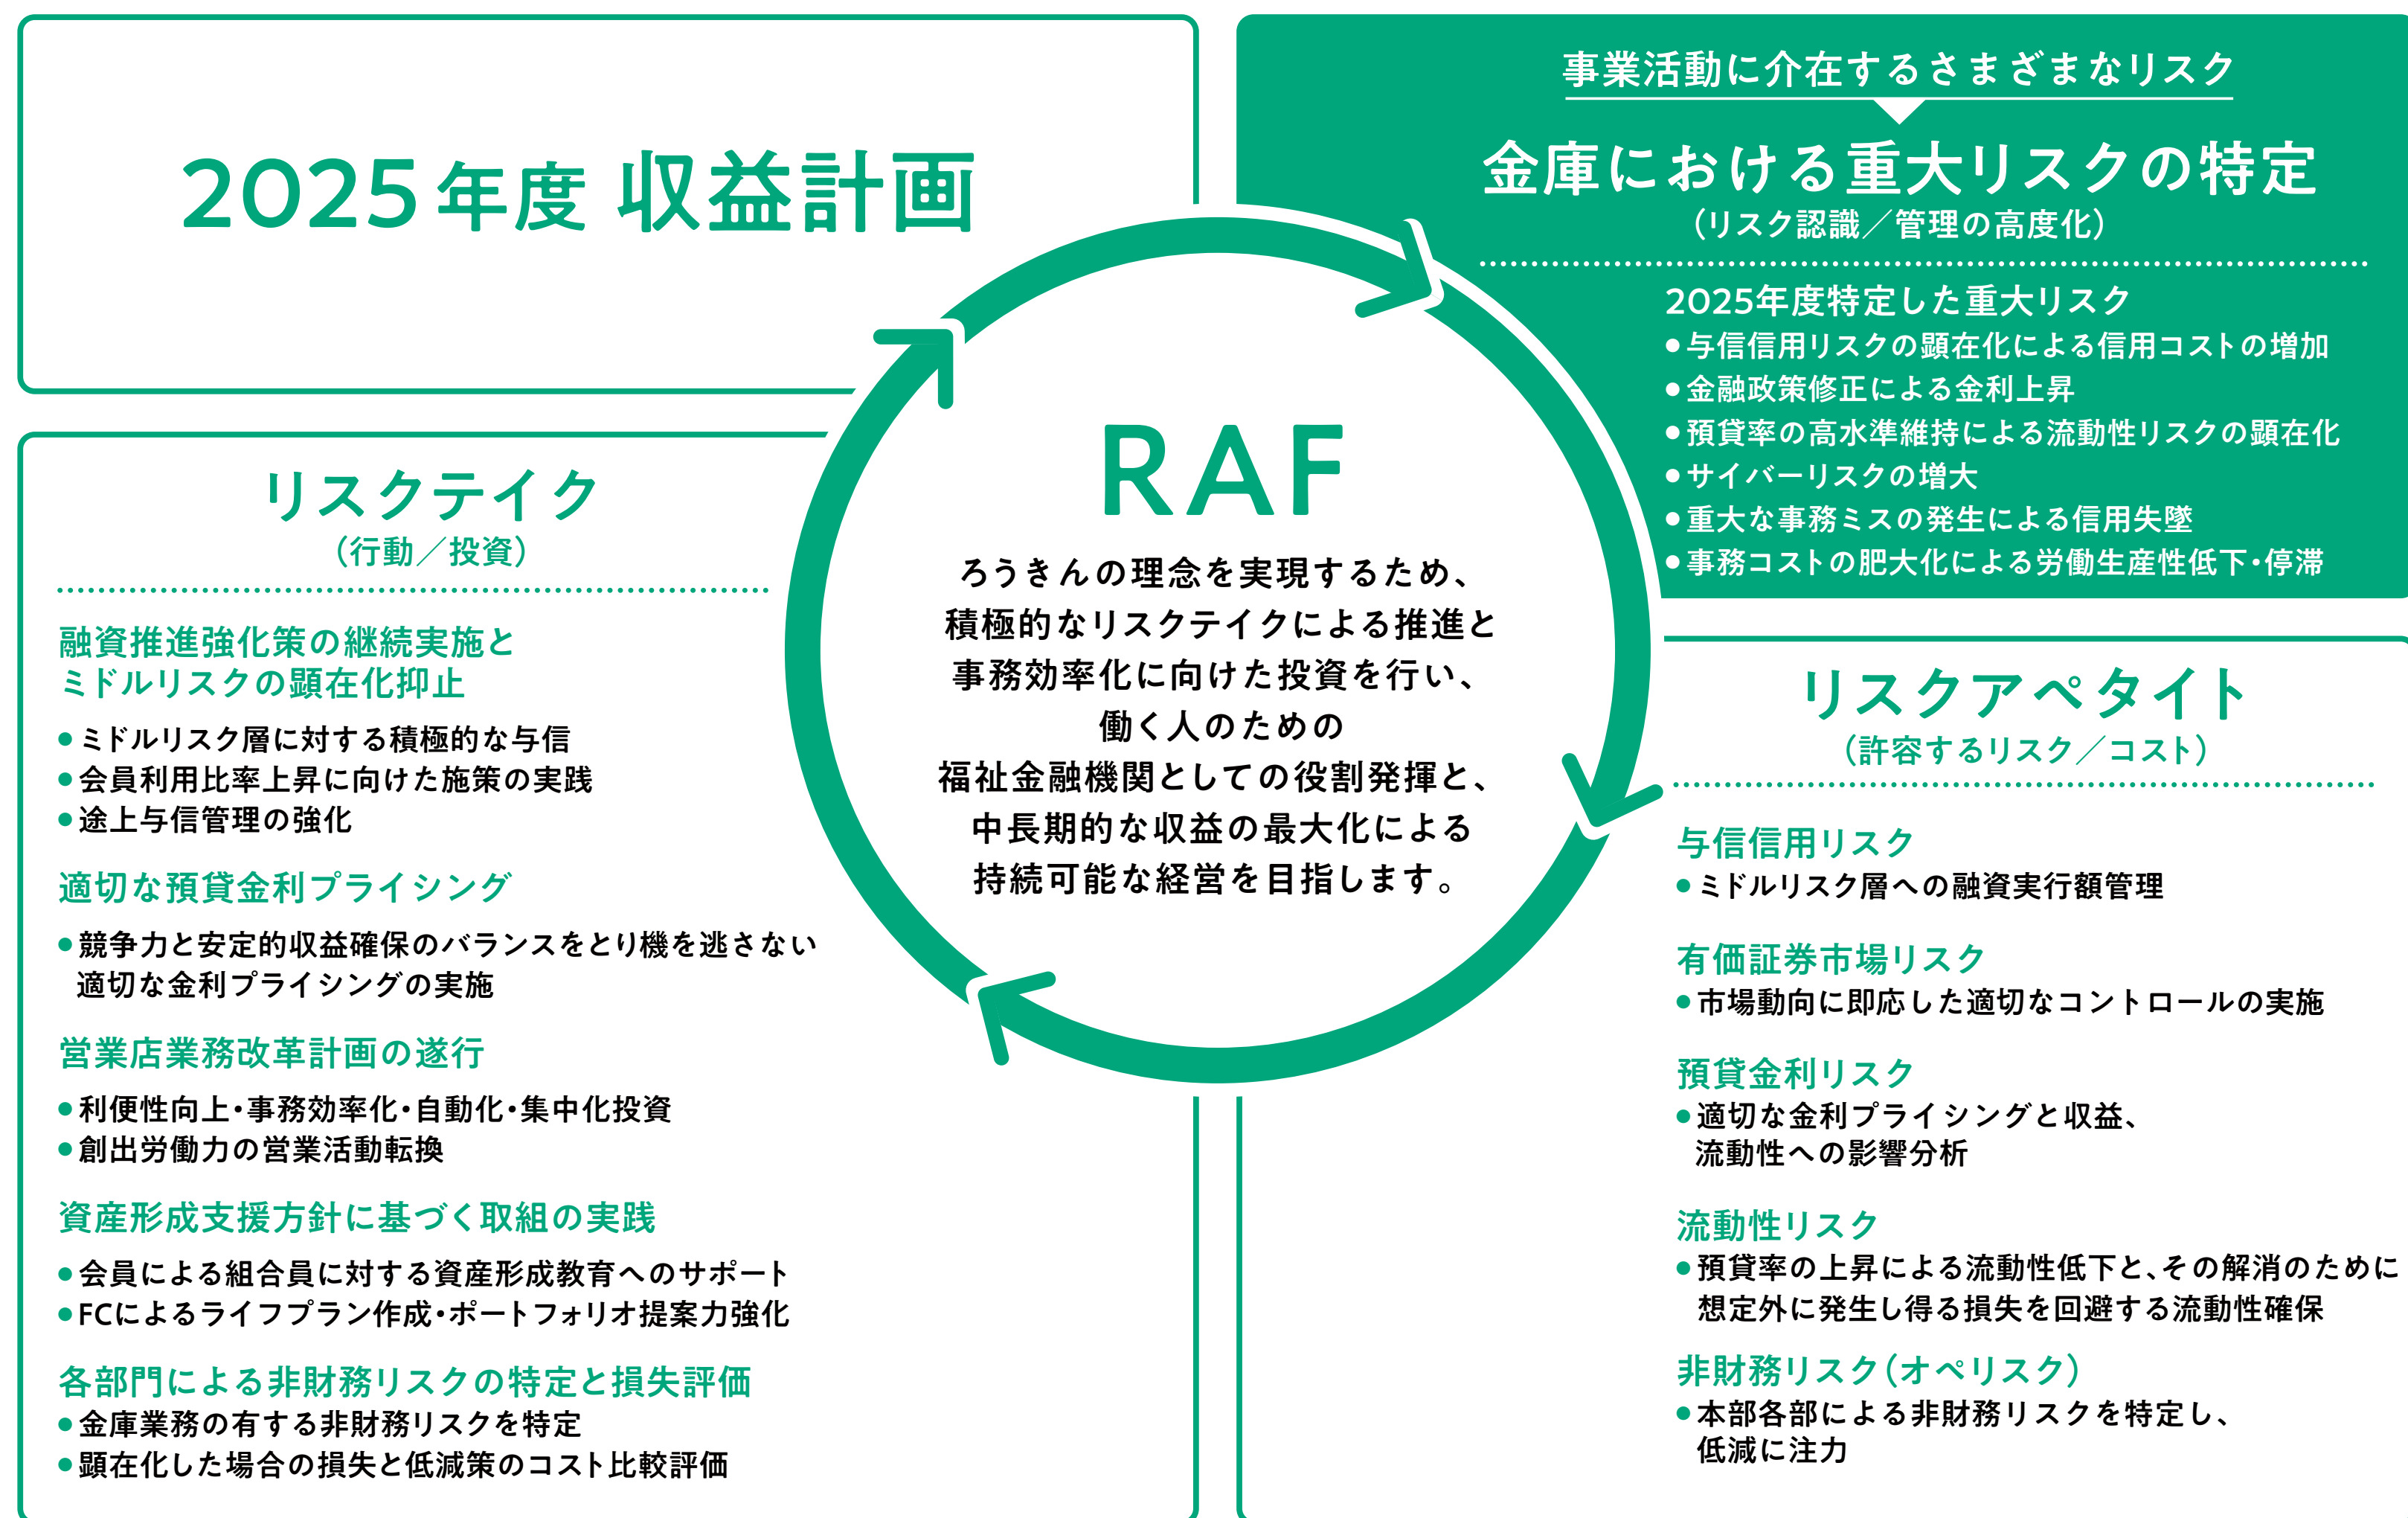 2025年度 収益計画
事業活動に介在するさまざまなリスク
金庫における重大リスクの特定
（リスク認識／管理の高度化）
2025年度特定した重大リスク
●与信信用リスクの顕在化による信用コストの増加
●金融政策修正による金利上昇
●預貸率の高水準維持による流動性リスクの顕在化
●サイバーリスクの増大
●重大な事務ミスの発生による信用失墜
●事務コストの肥大化による労働生産性低下・停滞
RAF
ろうきんの理念を実現するため、
積極的なリスクテイクによる推進と
事務効率化に向けた投資を行い、
働く人のための
福祉金融機関としての役割発揮と、
中長期的な収益の最大化による
持続可能な経営を目指します。
リスクアペタイト
（許容するリスク／コスト）
与信信用リスク
●ミドルリスク層への融資実行額管理
有価証券市場リスク
●市場動向に即応した適切なコントロールの実施
預貸金利リスク
●適切な金利プライシングと収益、
流動性への影響分析
流動性リスク
●預貸率の上昇による流動性低下と、その解消のために
想定外に発生し得る損失を回避する流動性確保
非財務リスク（オペリスク）
●本部各部による非財務リスクを特定し、
低減に注力
リスクテイク
（行動／投資）
融資推進強化策の継続実施と
ミドルリスクの顕在化抑止
●ミドルリスク層に対する積極的な与信
●会員利用比率上昇に向けた施策の実践
●途上与信管理の強化
適切な預貸金利プライシング
●競争力と安定的収益確保のバランスをとり機を逃さない
適切な金利プライシングの実施
営業店業務改革計画の遂行
●利便性向上・事務効率化・自動化・集中化投資
●創出労働力の営業活動転換
資産形成支援方針に基づく取組の実践
●会員による組合員に対する資産形成教育へのサポート
●FCによるライフプラン作成・ポートフォリオ提案力強化
各部門による非財務リスクの特定と損失評価
●金庫業務の有する非財務リスクを特定
●顕在化した場合の損失と低減策のコスト比較評価